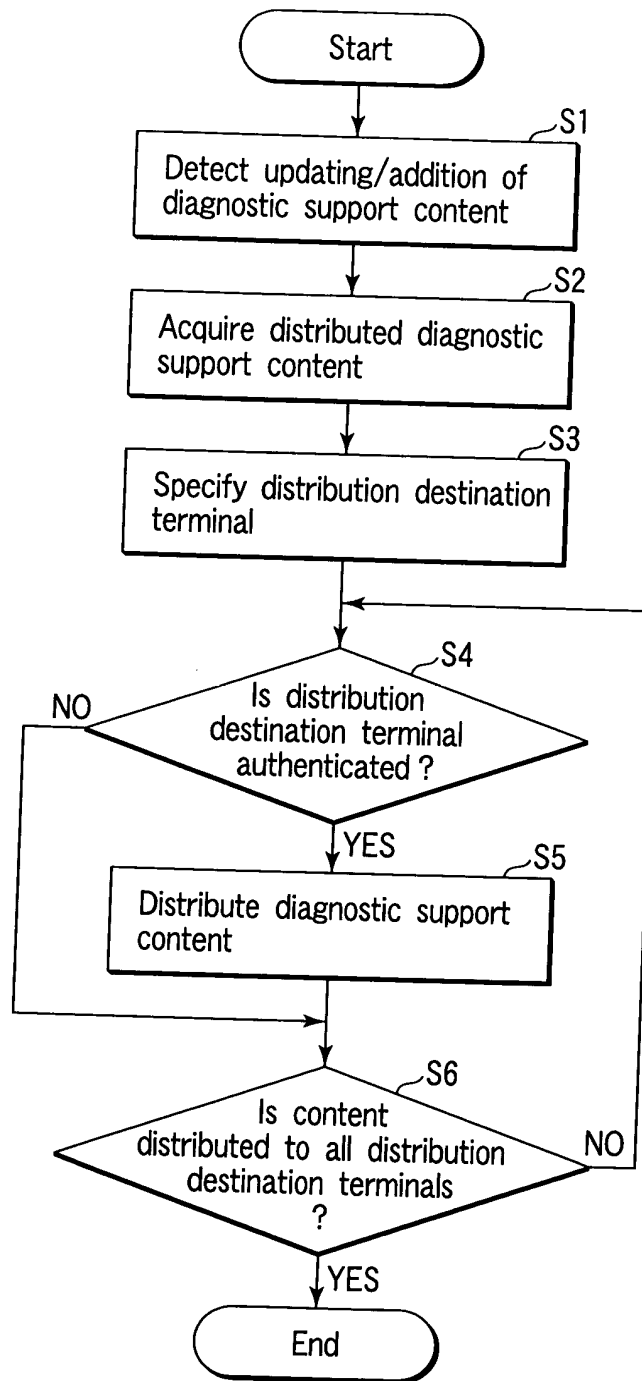 Start
S1
Detect updating/addition of
diagnostic support content
S2
Acquire distributed diagnostic
support content
S3
Specify distribution destination
terminal
S4
Is distribution
destination terminal
authenticated ?
NO
YES
S5
Distribute diagnostic support
content
S6
Is content
distributed to all distribution
destination terminals
?
NO
YES
End